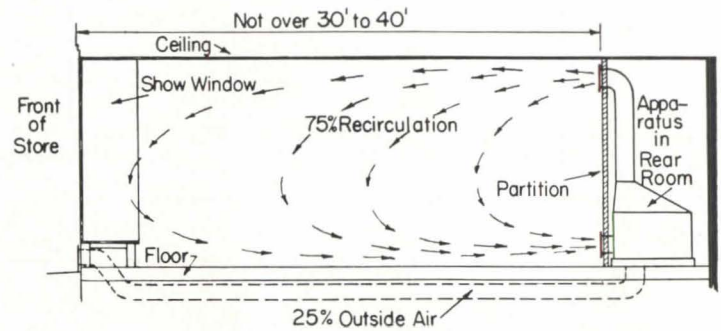 Not over 30' to 40'
Ceiling
Show Window
Front
of
Store
75% Recirculation
Appa-
ratus
in
Rear
Room
Partition
Floor
25% Outside Air